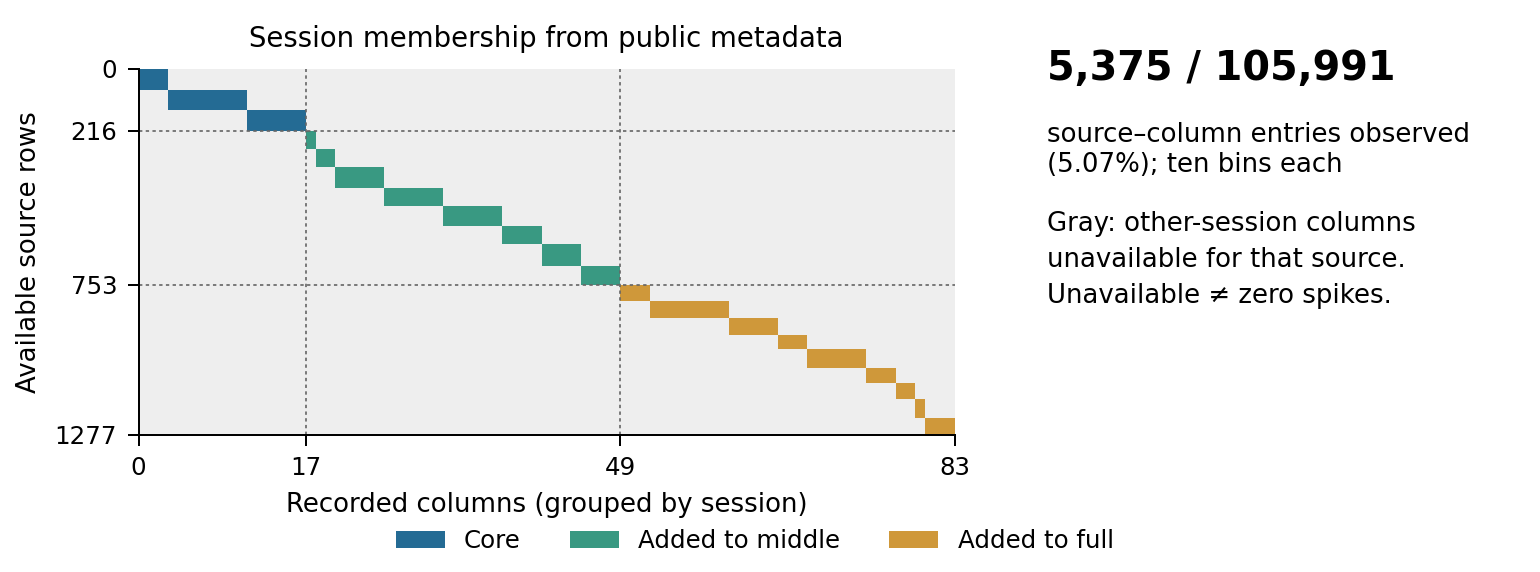 Session membership from public metadata
Available source rows
0
216
753
1277
0 17 49 83
Recorded columns (grouped by session)
Core Added to middle Added to full
5,375 / 105,991
source–column entries observed
(5.07%); ten bins each
Gray: other-session columns
unavailable for that source.
Unavailable ≠ zero spikes.